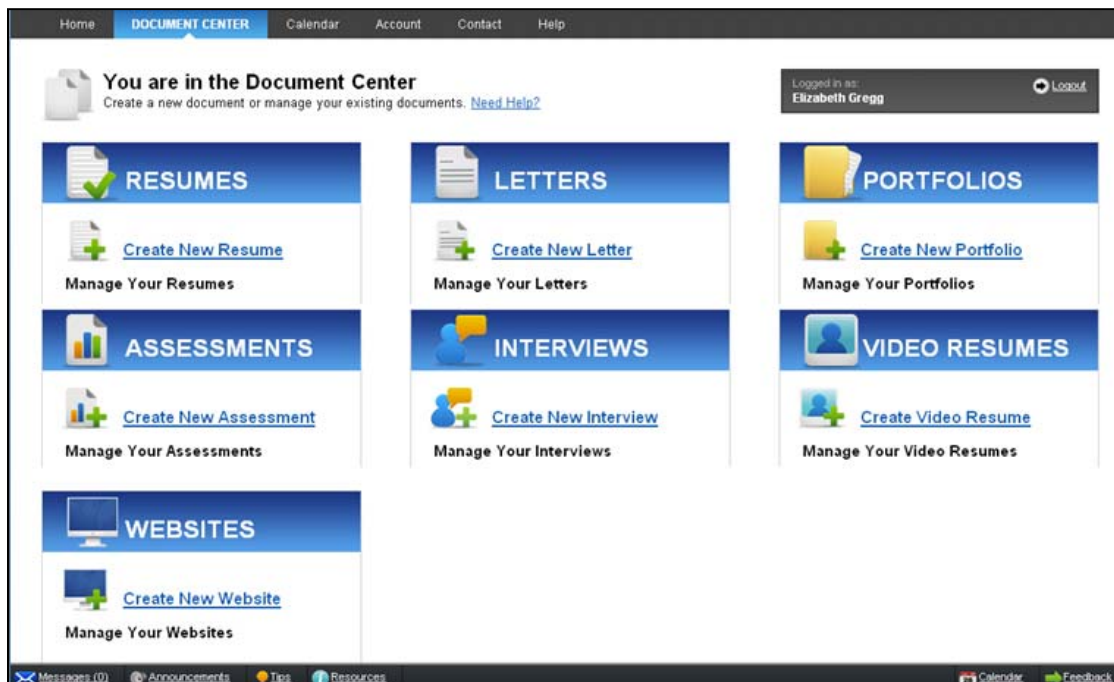 Home DOCUMENT CENTER Calendar Account Contact Help
You are in the Document Center
Create a new document or manage your existing documents. Need Help?
Logged in as:
Elizabeth Gregg
Logout
RESUMES
Create New Resume
Manage Your Resumes
LETTERS
Create New Letter
Manage Your Letters
PORTFOLIOS
Create New Portfolio
Manage Your Portfolios
ASSESSMENTS
Create New Assessment
Manage Your Assessments
INTERVIEWS
Create New Interview
Manage Your Interviews
VIDEO RESUMES
Create Video Resume
Manage Your Video Resumes
WEBSITES
Create New Website
Manage Your Websites
Messages (0) Announcements Tips Resources Calendar Feedback